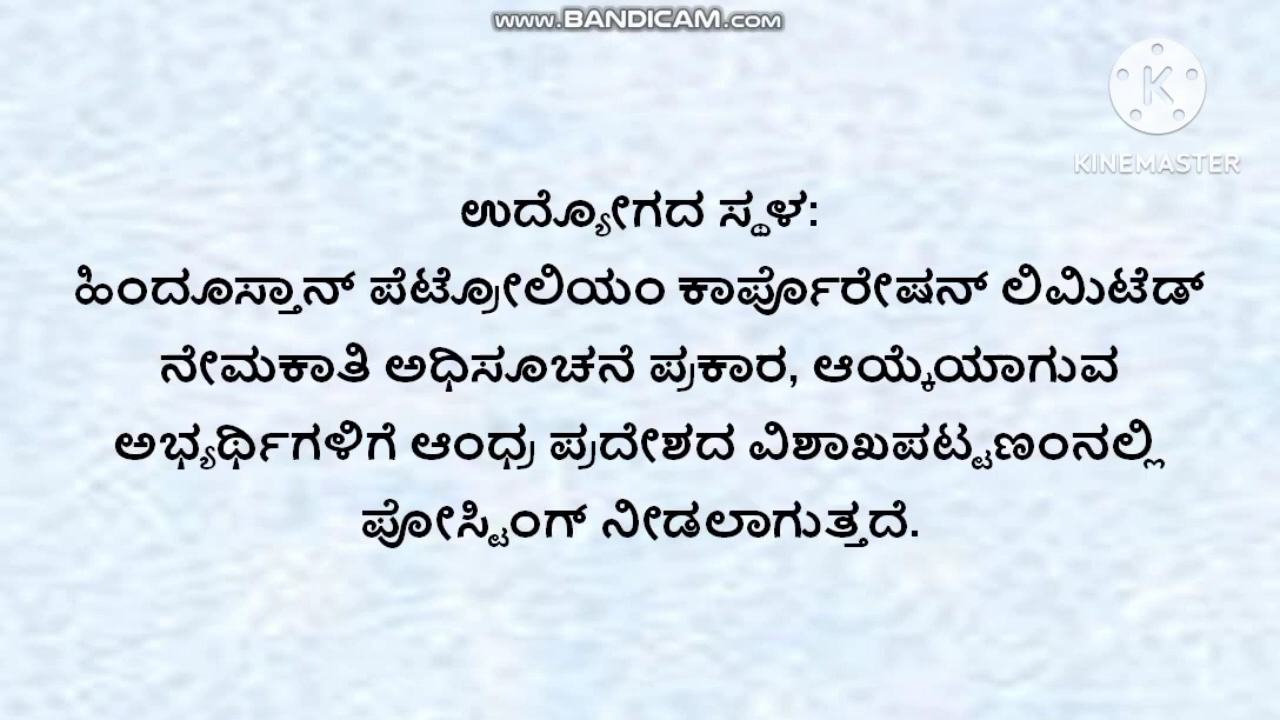 www.BANDICAM.com
KINEMASTER
ಉದ್ಯೋಗದ ಸ್ಥಳ:
ಹಿಂದೂಸ್ತಾನ್ ಪೆಟ್ರೋಲಿಯಂ ಕಾರ್ಪೊರೇಷನ್ ಲಿಮಿಟೆಡ್
ನೇಮಕಾತಿ ಅಧಿಸೂಚನೆ ಪ್ರಕಾರ, ಆಯ್ಕೆಯಾಗುವ
ಅಭ್ಯರ್ಥಿಗಳಿಗೆ ಆಂಧ್ರ ಪ್ರದೇಶದ ವಿಶಾಖಪಟ್ಟಣಂನಲ್ಲಿ
ಪೋಸ್ಟಿಂಗ್ ನೀಡಲಾಗುತ್ತದೆ.